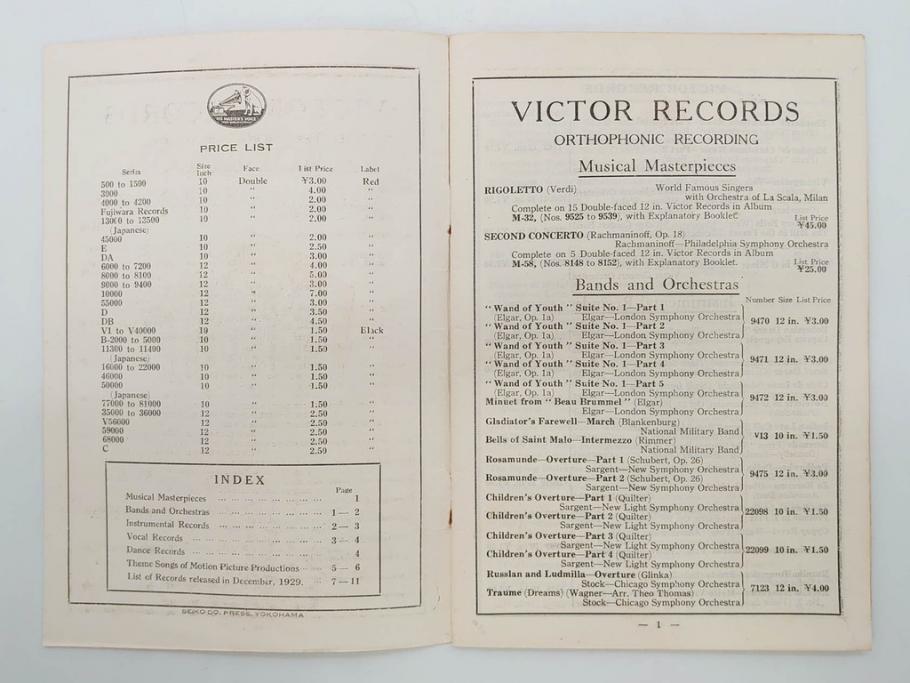 HIS MASTER'S VOICE
PRICE LIST
Series Size Inch Face List Price Label
500 to 1500 10 Double ¥3.00 Red
3000 10 " 4.00 "
4000 to 4200 10 " 2.00 "
Fujiwara Records 10 " 2.00 "
13000 to 13500 10 " 2.00 "
(Japanese)
45000 10 " 2.00 "
E 10 " 2.50 "
DA 10 " 3.00 "
6000 to 7200 12 " 4.00 "
8000 to 8100 12 " 5.00 "
9000 to 9400 12 " 3.00 "
10000 12 " 7.00 "
55000 12 " 3.00 "
D 12 " 3.50 "
DB 12 " 4.50 "
V1 to V40000 10 " 1.50 Black
B-2000 to 5000 10 " 1.50 "
11300 to 11400 10 " 1.50 "
(Japanese)
16000 to 22000 10 " 1.50 "
46000 10 " 1.50 "
50000 10 " 1.50 "
(Japanese)
77000 to 81000 10 " 1.50 "
35000 to 36000 12 " 2.50 "
V56000 12 " 2.50 "
59000 12 " 2.50 "
68000 12 " 2.50 "
C 12 " 2.50 "
INDEX
Page
Musical Masterpieces ... 1
Bands and Orchestras ... 1— 2
Instrumental Records ... 2— 3
Vocal Records ... 3— 4
Dance Records ... 4
Theme Songs of Motion Picture Productions ... 5— 6
List of Records released in December, 1929. ... 7—11
SEIKO DO. PRESS, YOKOHAMA
VICTOR RECORDS
ORTHOPHONIC RECORDING
Musical Masterpieces
RIGOLETTO (Verdi) World Famous Singers
with Orchestra of La Scala, Milan
Complete on 15 Double-faced 12 in. Victor Records in Album
M-32, (Nos. 9525 to 9539), with Explanatory Booklet List Price
¥45.00
SECOND CONCERTO (Rachmaninoff, Op. 18)
Rachmaninoff—Philadelphia Symphony Orchestra
Complete on 5 Double-faced 12 in. Victor Records in Album
M-58, (Nos. 8148 to 8152), with Explanatory Booklet. List Price
¥25.00
Bands and Orchestras
Number Size List Price
"Wand of Youth" Suite No. 1—Part 1
(Elgar, Op. 1a) Elgar—London Symphony Orchestra
"Wand of Youth" Suite No. 1—Part 2 9470 12 in. ¥3.00
(Elgar, Op. 1a) Elgar—London Symphony Orchestra
"Wand of Youth" Suite No. 1—Part 3
(Elgar, Op. 1a) Elgar—London Symphony Orchestra
"Wand of Youth" Suite No. 1—Part 4 9471 12 in. ¥3.00
(Elgar, Op. 1a) Elgar—London Symphony Orchestra
"Wand of Youth" Suite No. 1—Part 5
(Elgar, Op. 1a) Elgar—London Symphony Orchestra
Minuet from "Beau Brummel" (Elgar) 9472 12 in. ¥3.00
Elgar—London Symphony Orchestra
Gladiator's Farewell—March (Blankenburg)
National Military Band
Bells of Saint Malo—Intermezzo (Rimmer) V13 10 in. ¥1.50
National Military Band
Rosamunde—Overture—Part 1 (Schubert, Op. 26)
Sargent—New Symphony Orchestra
Rosamunde—Overture—Part 2 (Schubert, Op. 26) 9475 12 in. ¥3.00
Sargent—New Symphony Orchestra
Children's Overture—Part 1 (Quilter)
Sargent—New Light Symphony Orchestra
Children's Overture—Part 2 (Quilter) 22098 10 in. ¥1.50
Sargent—New Light Symphony Orchestra
Children's Overture—Part 3 (Quilter)
Sargent—New Light Symphony Orchestra
Children's Overture—Part 4 (Quilter) 22099 10 in. ¥1.50
Sargent—New Light Symphony Orchestra
Russlan and Ludmilla—Overture (Glinka)
Stock—Chicago Symphony Orchestra
Traume (Dreams) (Wagner—Arr. Theo Thomas) 7123 12 in. ¥4.00
Stock—Chicago Symphony Orchestra
— 1 —